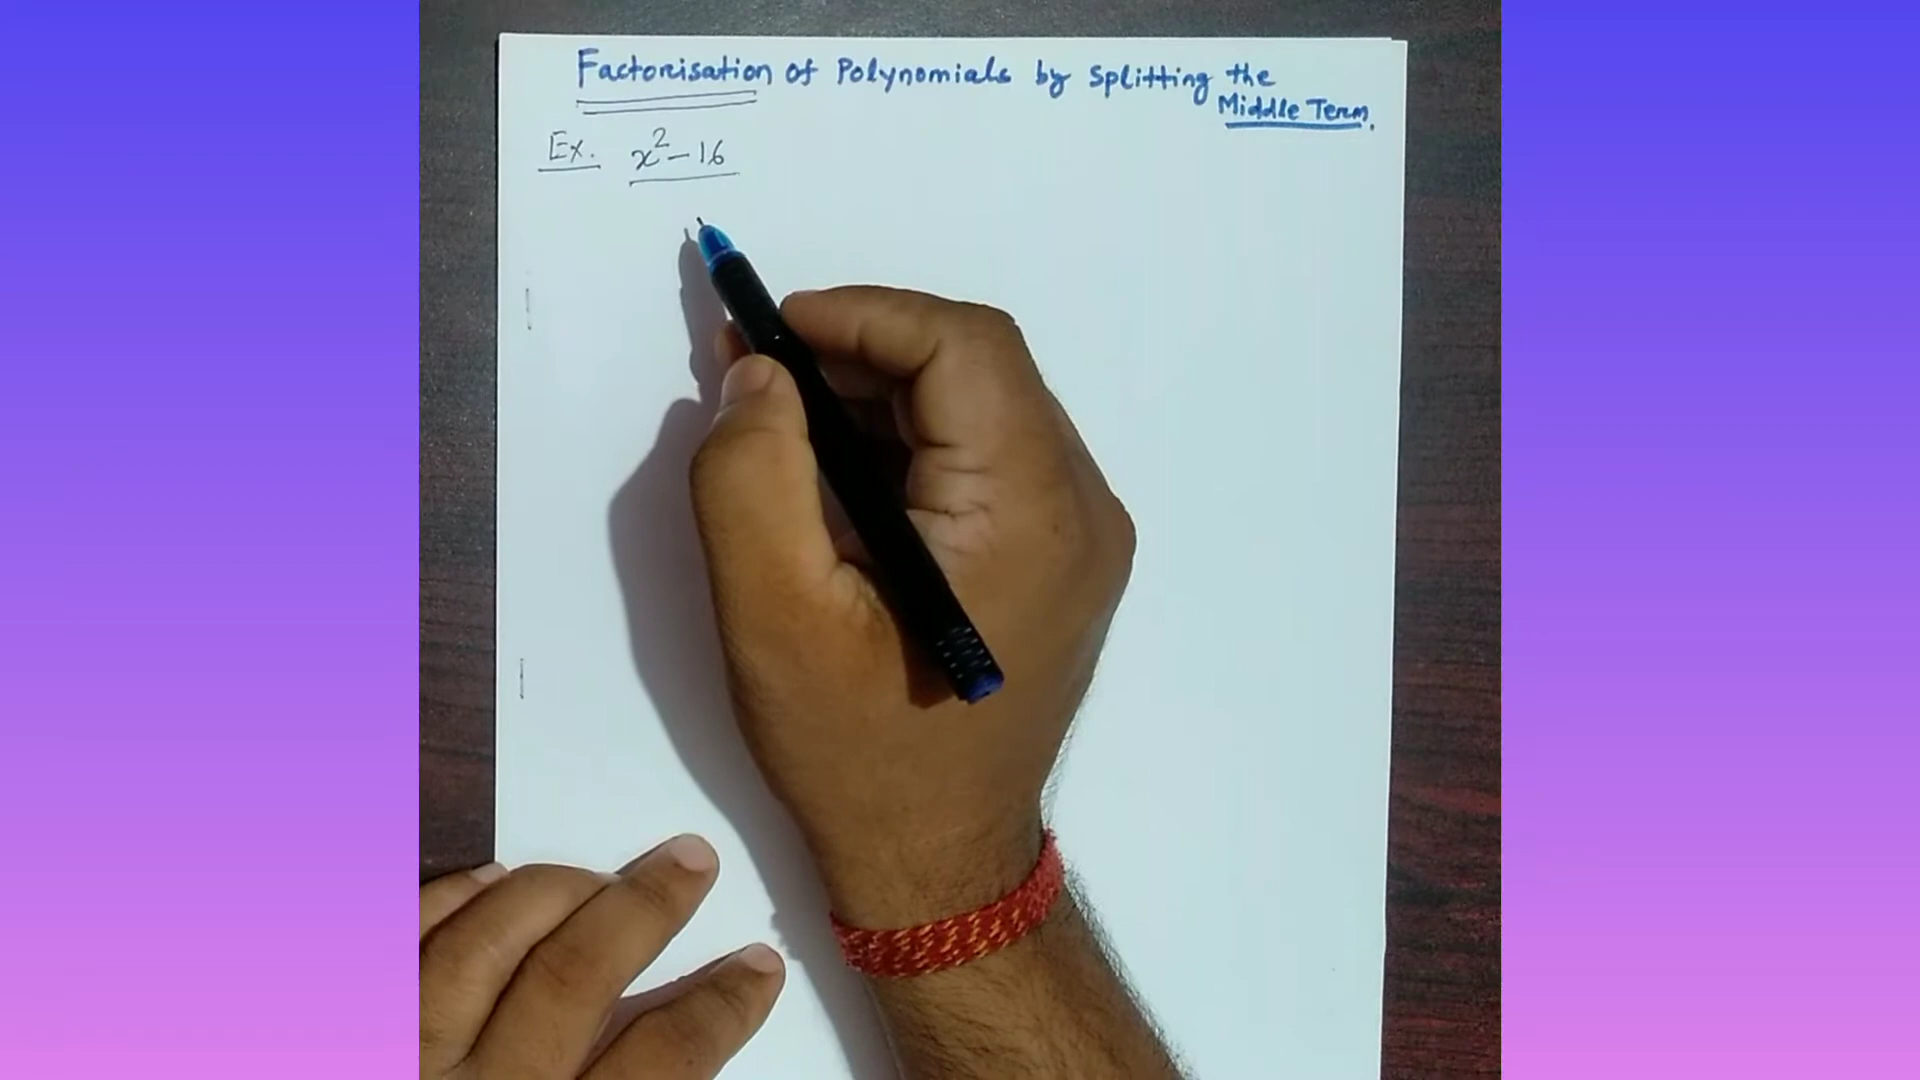 Factorisation of Polynomials by Splitting the
Middle Term.
Ex. x²-16